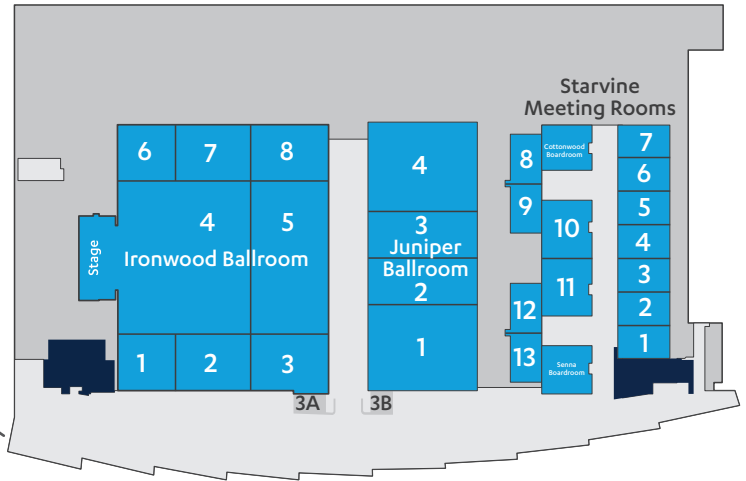 Starvine
Meeting Rooms
6
7
8
4
5
Stage
Ironwood Ballroom
1
2
3
3A
4
3
Juniper
Ballroom
2
1
3B
8
Cottonwood
Boardroom
9
10
11
12
13
Senna
Boardroom
7
6
5
4
3
2
1